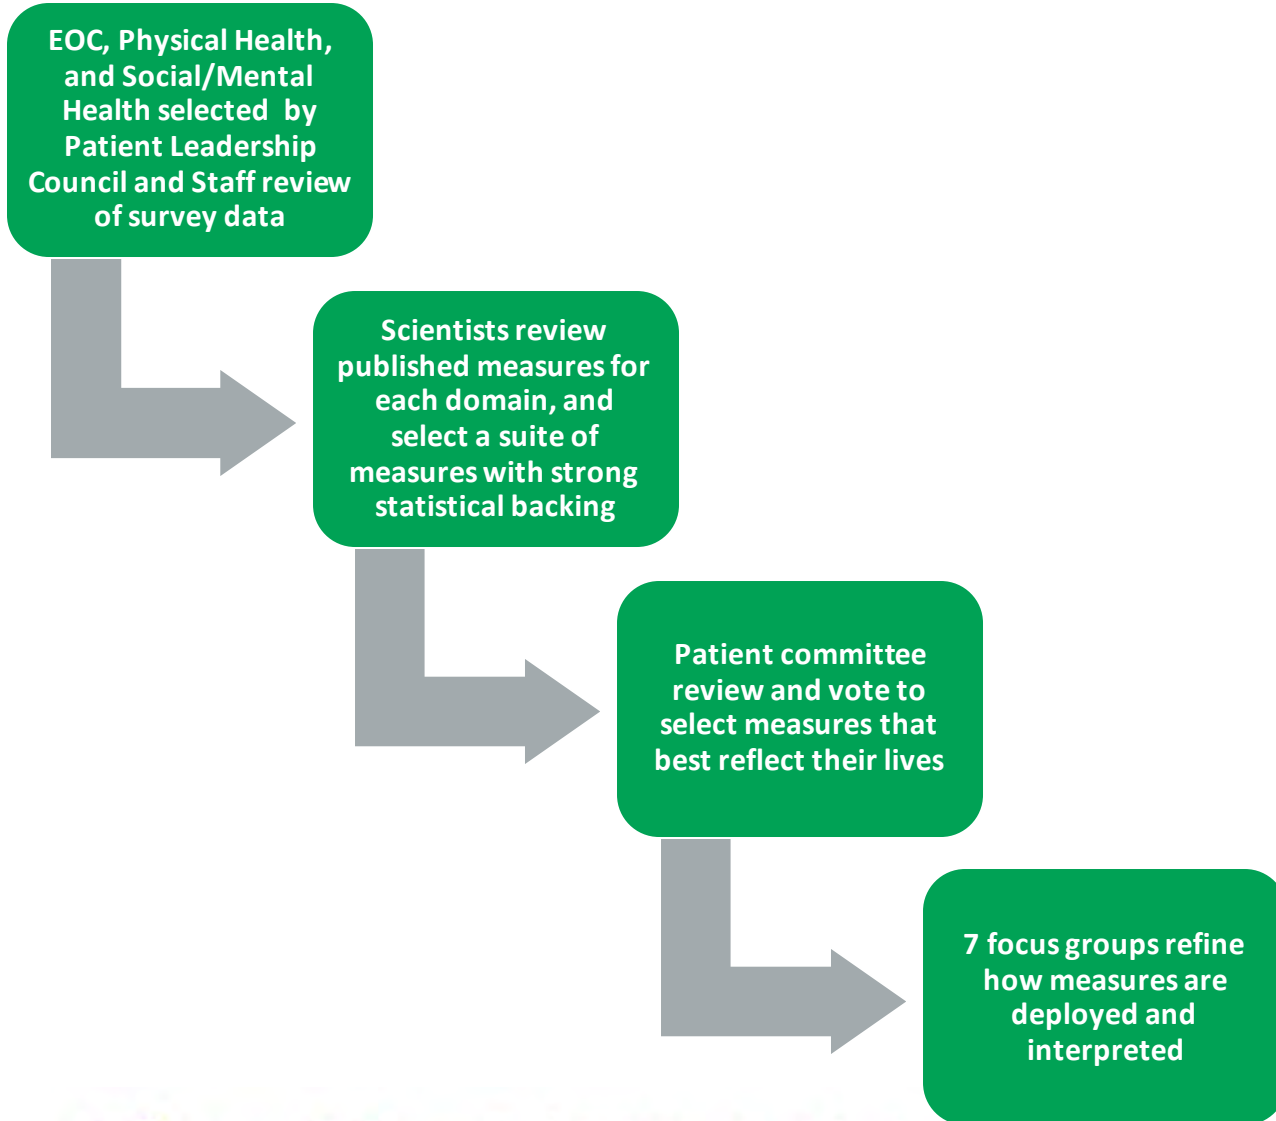 EOC, Physical Health,
and Social/Mental
Health selected  by
Patient Leadership
Council and Staff review
of survey data
Scientists review
published measures for
each domain, and
select a suite of
measures with strong
statistical backing
Patient committee
review and vote to
select measures that
best reflect their lives
7 focus groups refine
how measures are
deployed and
interpreted